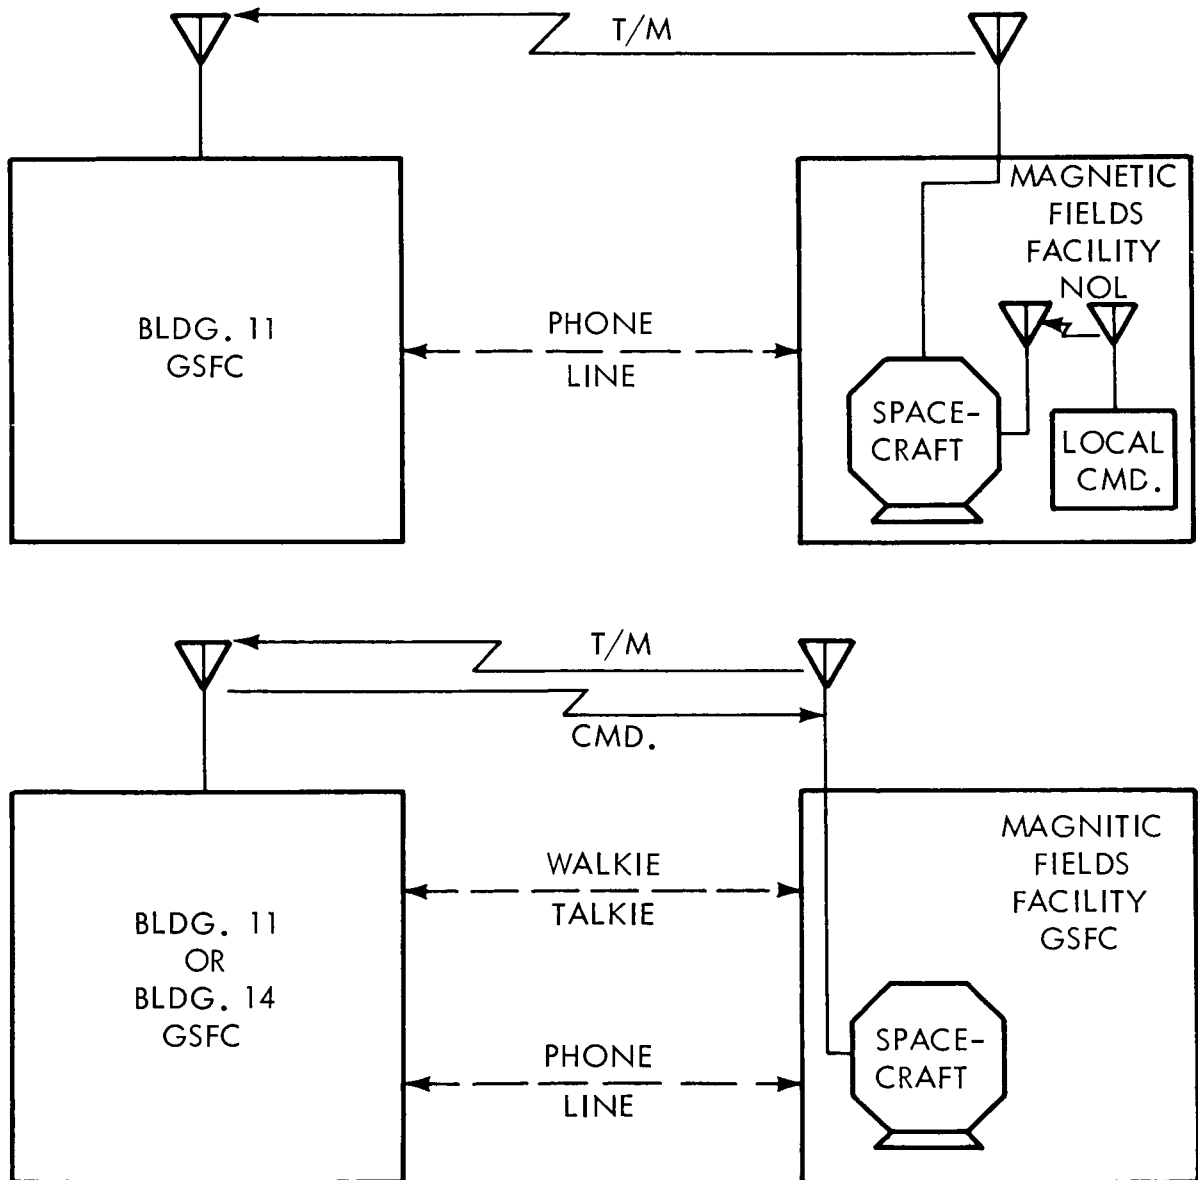 T/M
BLDG. 11
GSFC
PHONE
LINE
MAGNETIC
FIELDS
FACILITY
NOL
SPACE-
CRAFT
LOCAL
CMD.
T/M
CMD.
BLDG. 11
OR
BLDG. 14
GSFC
WALKIE
TALKIE
PHONE
LINE
MAGNITIC
FIELDS
FACILITY
GSFC
SPACE-
CRAFT